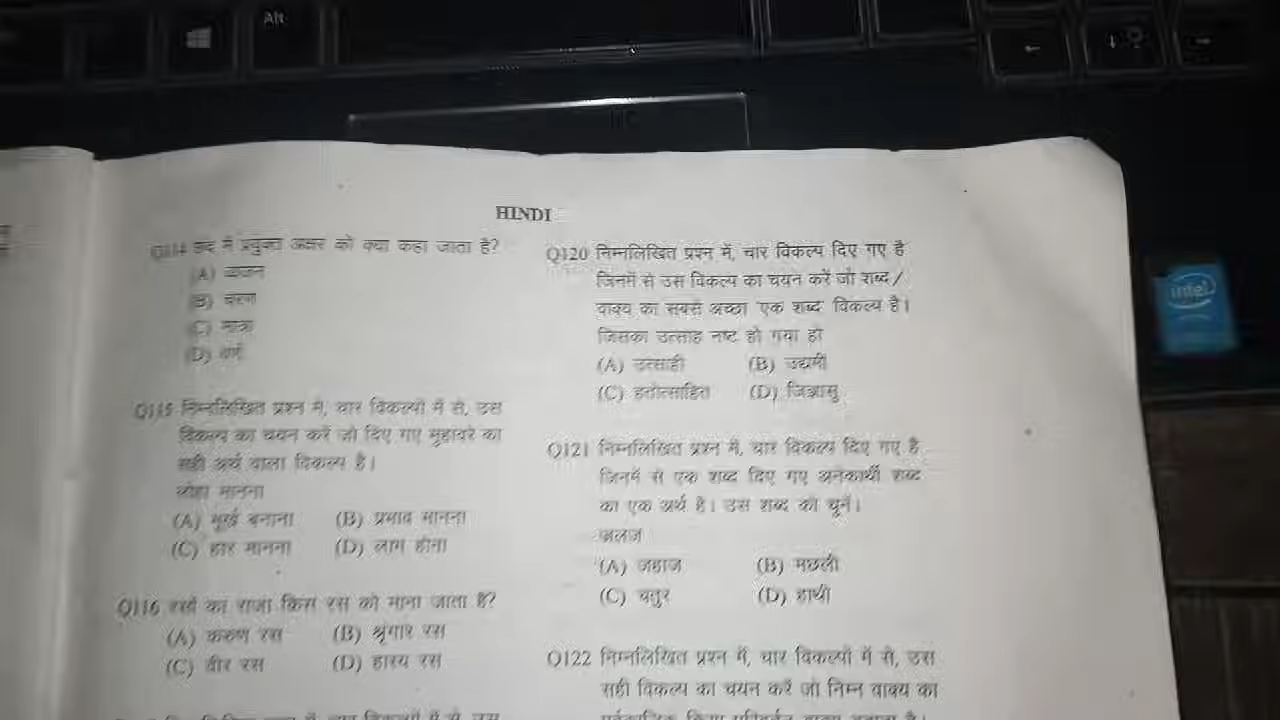 Alt
intel
HINDI
Q114 छंद में प्रयुक्त अक्षर को क्या कहा जाता है?
(A) व्यंजन
(B) चरण
(C) मात्रा
(D) वर्ण
Q115 निम्नलिखित प्रश्न में, चार विकल्पों में से, उस
विकल्प का चयन करें जो दिए गए मुहावरे का
सही अर्थ वाला विकल्प है।
लोहा मानना
(A) मूर्ख बनाना (B) प्रभाव मानना
(C) हार मानना (D) लाभ होना
Q116 रसों का राजा किस रस को माना जाता है?
(A) करुण रस (B) श्रृंगार रस
(C) वीर रस (D) हास्य रस
Q120 निम्नलिखित प्रश्न में, चार विकल्प दिए गए है
जिनमें से उस विकल्प का चयन करें जो शब्द/
वाक्य का सबसे अच्छा 'एक शब्द' विकल्प है।
जिसका उत्साह नष्ट हो गया हो
(A) उत्साही (B) उद्यमी
(C) हतोत्साहित (D) जिज्ञासु
Q121 निम्नलिखित प्रश्न में, चार विकल्प दिए गए है
जिनमें से एक शब्द दिए गए अनेकार्थी शब्द
का एक अर्थ है। उस शब्द को चुनें।
जलज
(A) जहाज (B) मछली
(C) चतुर (D) हाथी
Q122 निम्नलिखित प्रश्न में, चार विकल्पों में से, उस
सही विकल्प का चयन करें जो निम्न वाक्य का